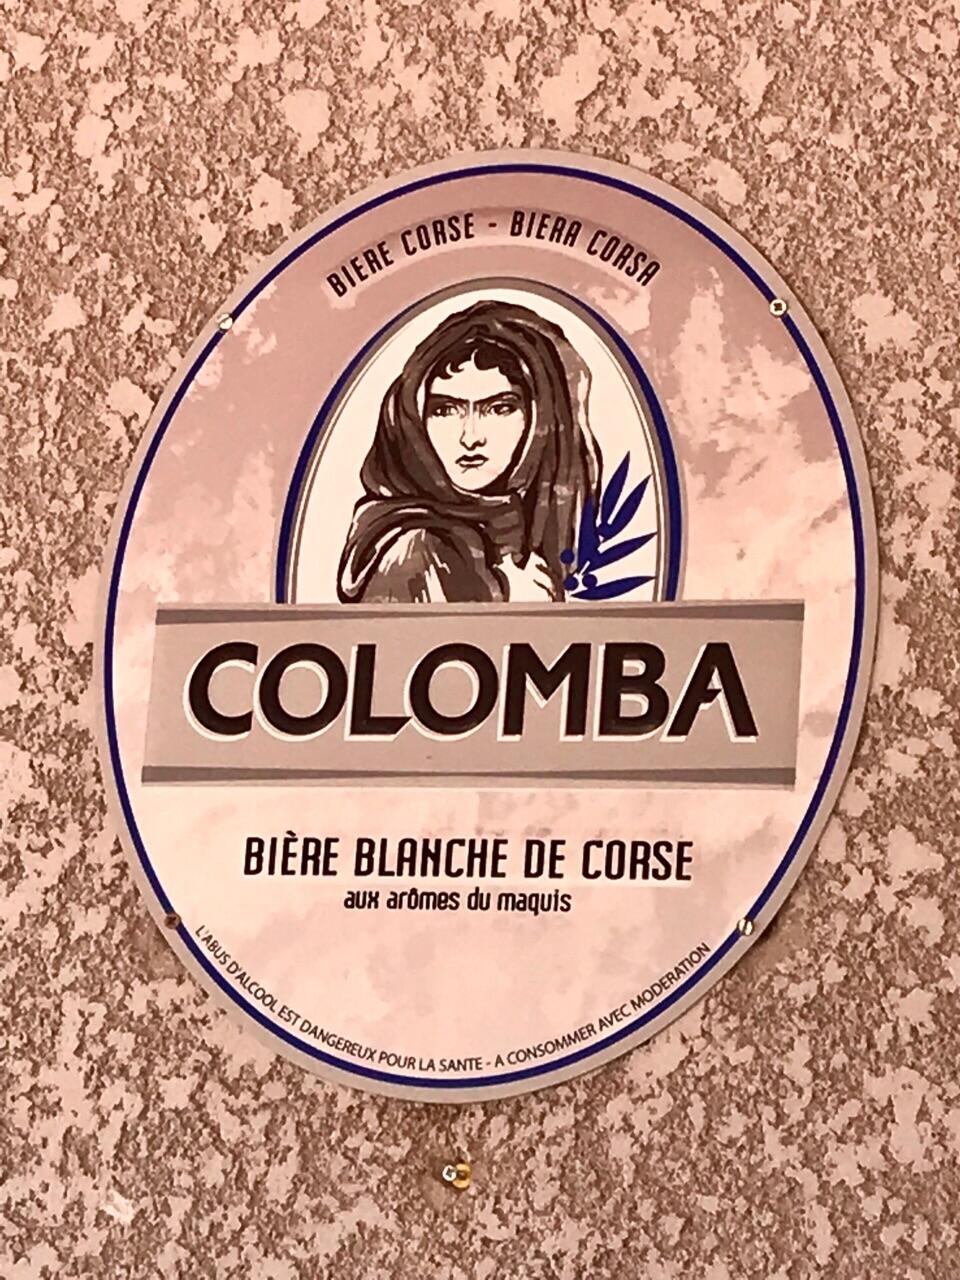 BIERE CORSE - BIERA CORSA
COLOMBA
BIÈRE BLANCHE DE CORSE
aux arômes du maquis
L'ABUS D'ALCOOL EST DANGEREUX POUR LA SANTE - A CONSOMMER AVEC MODERATION